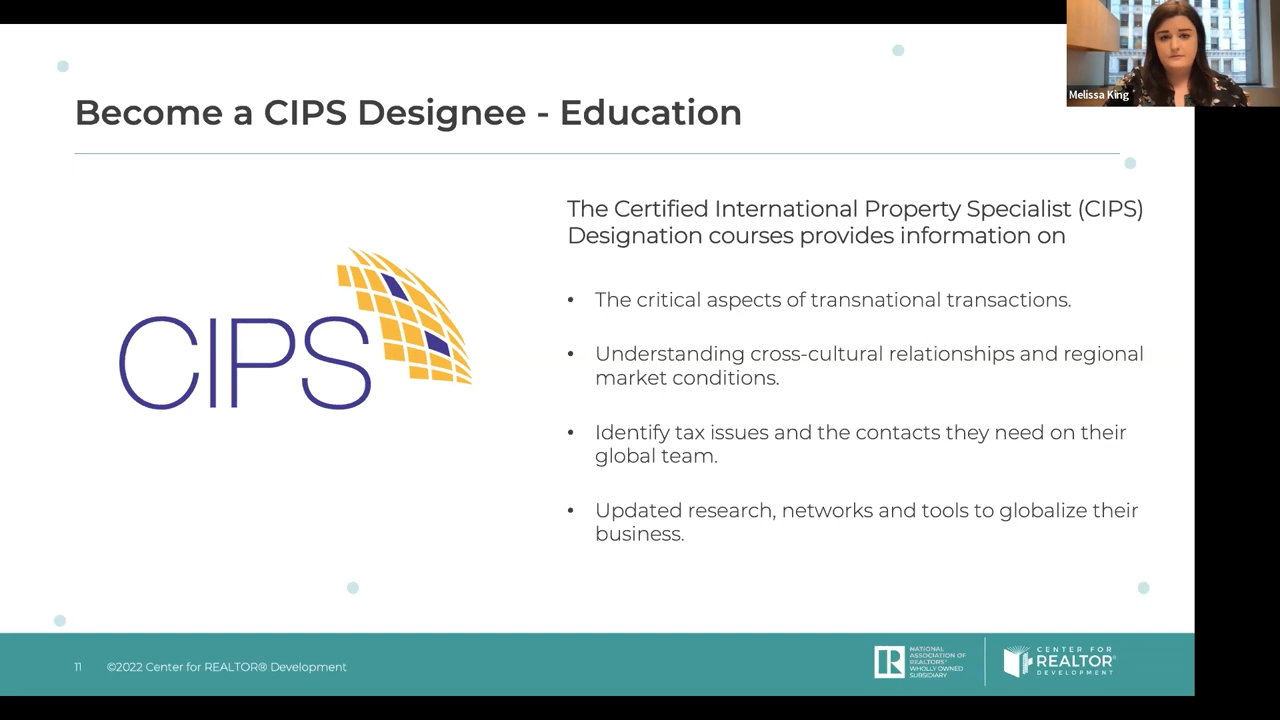 Melissa King
Become a CIPS Designee - Education
CIPS
The Certified International Property Specialist (CIPS)
Designation courses provides information on
• The critical aspects of transnational transactions.
• Understanding cross-cultural relationships and regional
market conditions.
• Identify tax issues and the contacts they need on their
global team.
• Updated research, networks and tools to globalize their
business.
11
©2022 Center for REALTOR® Development
R
NATIONAL
ASSOCIATION OF
REALTORS®
WHOLLY OWNED
SUBSIDIARY
CENTER FOR
REALTOR®
DEVELOPMENT